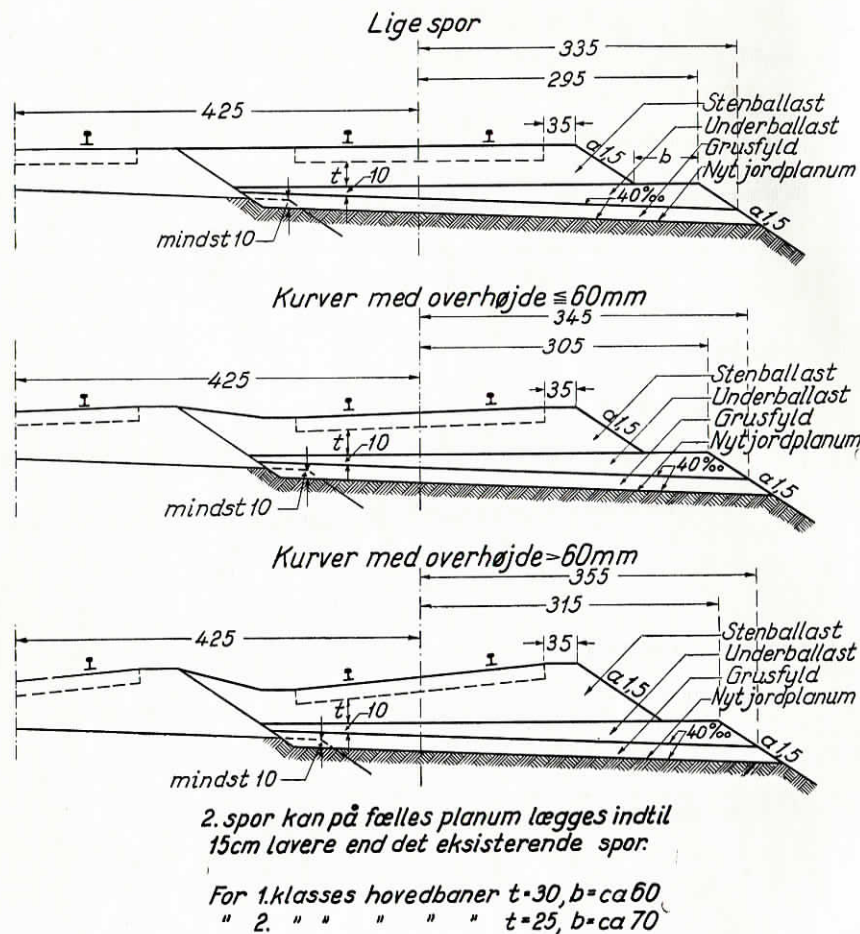 Lige spor
335
295
425
35
Stenballast
Underballast
Grusfyld
Nyt jordplanum
a 1,5
b
t
10
40‰
a 1,5
mindst 10
Kurver med overhøjde ≦ 60mm
345
305
425
35
Stenballast
Underballast
Grusfyld
Nyt jordplanum
a 1,5
t
10
40‰
a 1,5
mindst 10
Kurver med overhøjde > 60mm
355
315
425
35
Stenballast
Underballast
Grusfyld
Nyt jordplanum
a 1,5
t
10
40‰
a 1,5
mindst 10
2. spor kan på fælles planum lægges indtil
15cm lavere end det eksisterende spor.
For 1. klasses hovedbaner t=30, b=ca 60
" 2. " " " " " t=25, b=ca 70